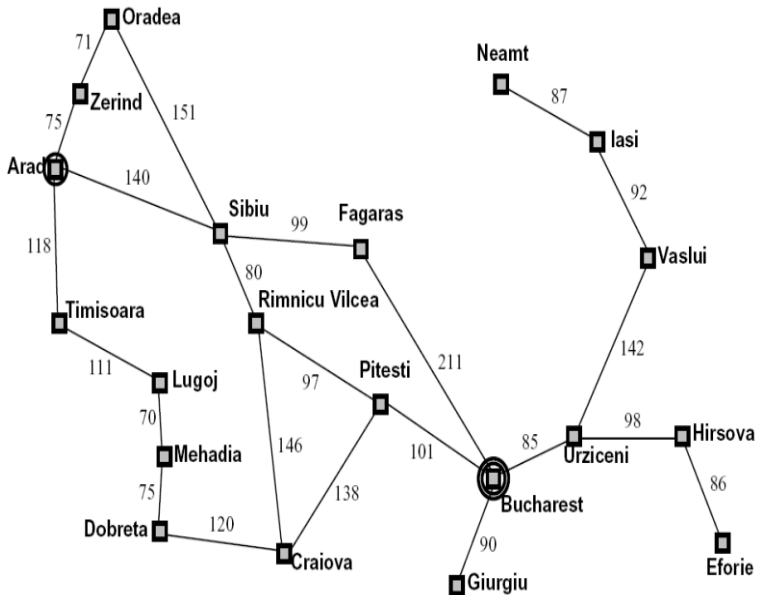 Oradea
71
Neamt
87
Zerind
151
75
Iasi
Arad
140
92
Sibiu
Fagaras
99
118
Vaslui
80
Timisoara
Rimnicu Vilcea
142
111
Pitesti
211
Lugoj
97
70
98
Hirsova
146
101
85
Urziceni
Mehadia
86
75
138
Bucharest
Dobreta
120
90
Craiova
Eforie
Giurgiu